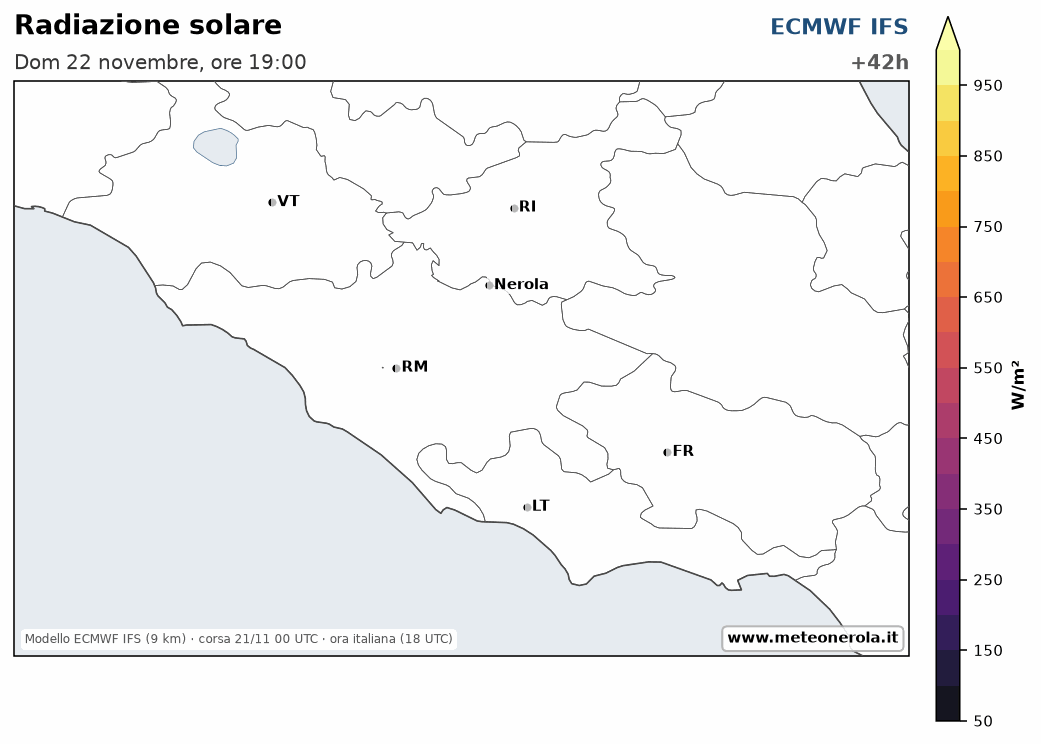 Radiazione solare
ECMWF IFS
Dom 22 novembre, ore 19:00
+42h
950
850
750
650
550
450
350
250
150
50
W/m²
VT
RI
Nerola
RM
FR
LT
Modello ECMWF IFS (9 km) · corsa 21/11 00 UTC · ora italiana (18 UTC)
www.meteonerola.it